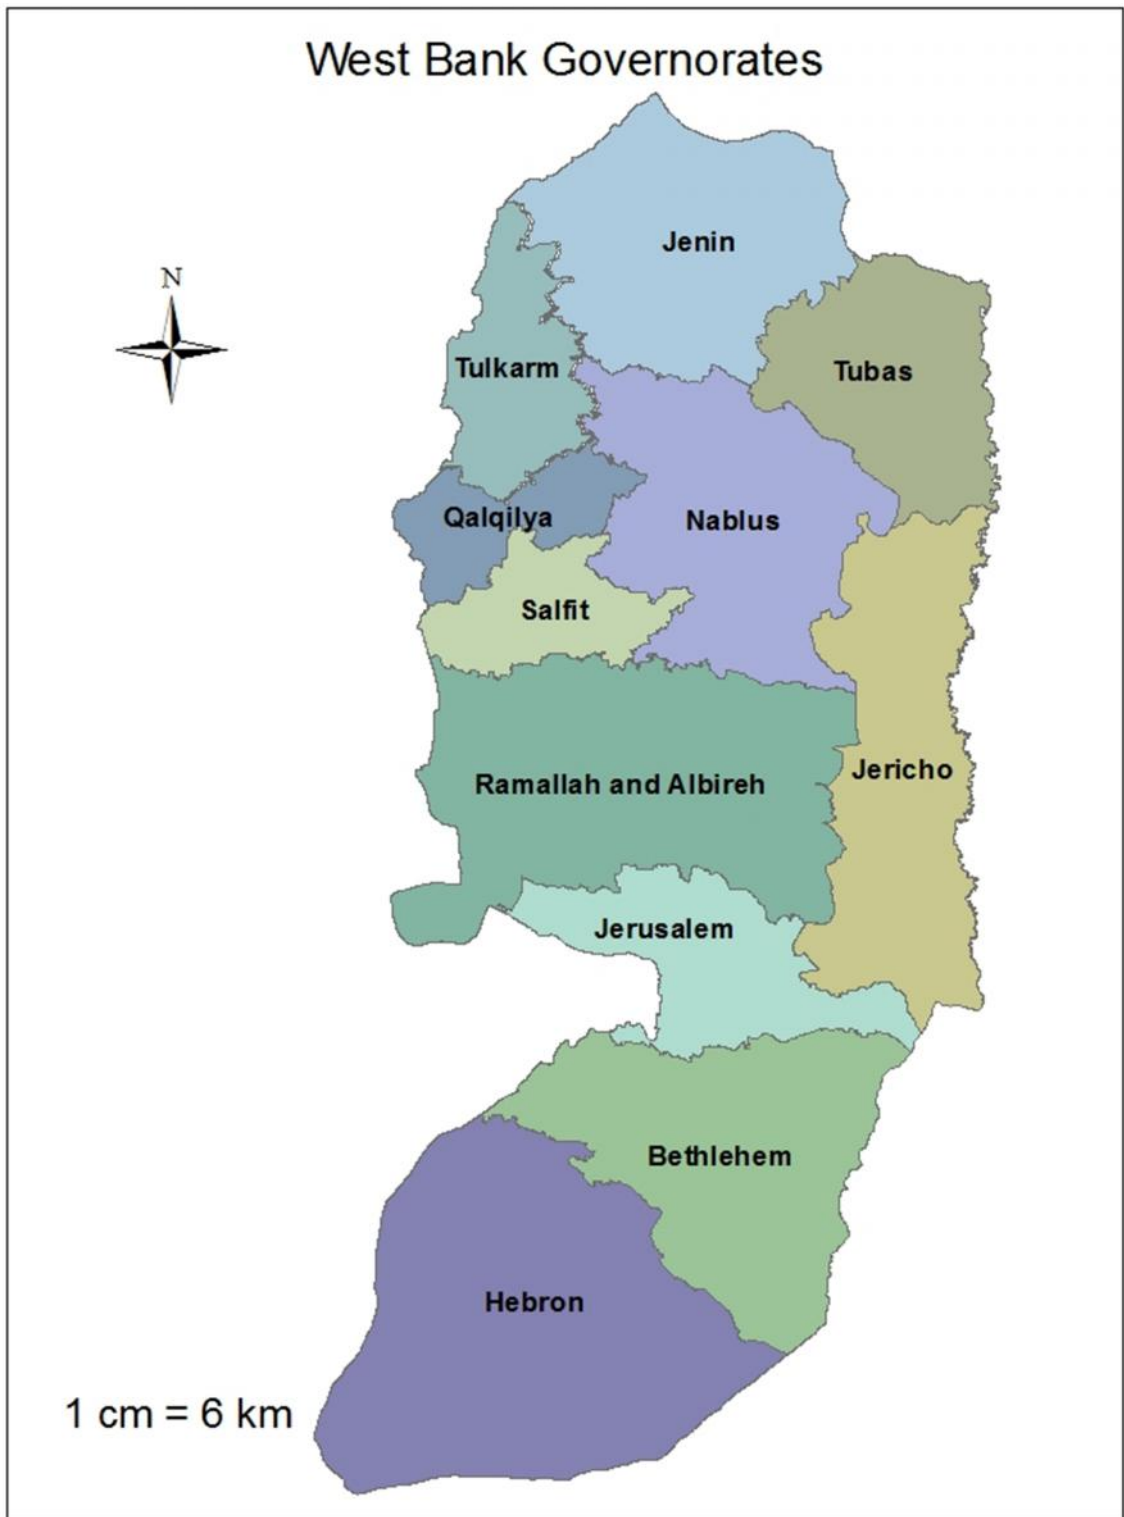 West Bank Governorates
N
Jenin
Tulkarm
Tubas
Qalqilya
Nablus
Salfit
Jericho
Ramallah and Albireh
Jerusalem
Bethlehem
Hebron
1 cm = 6 km